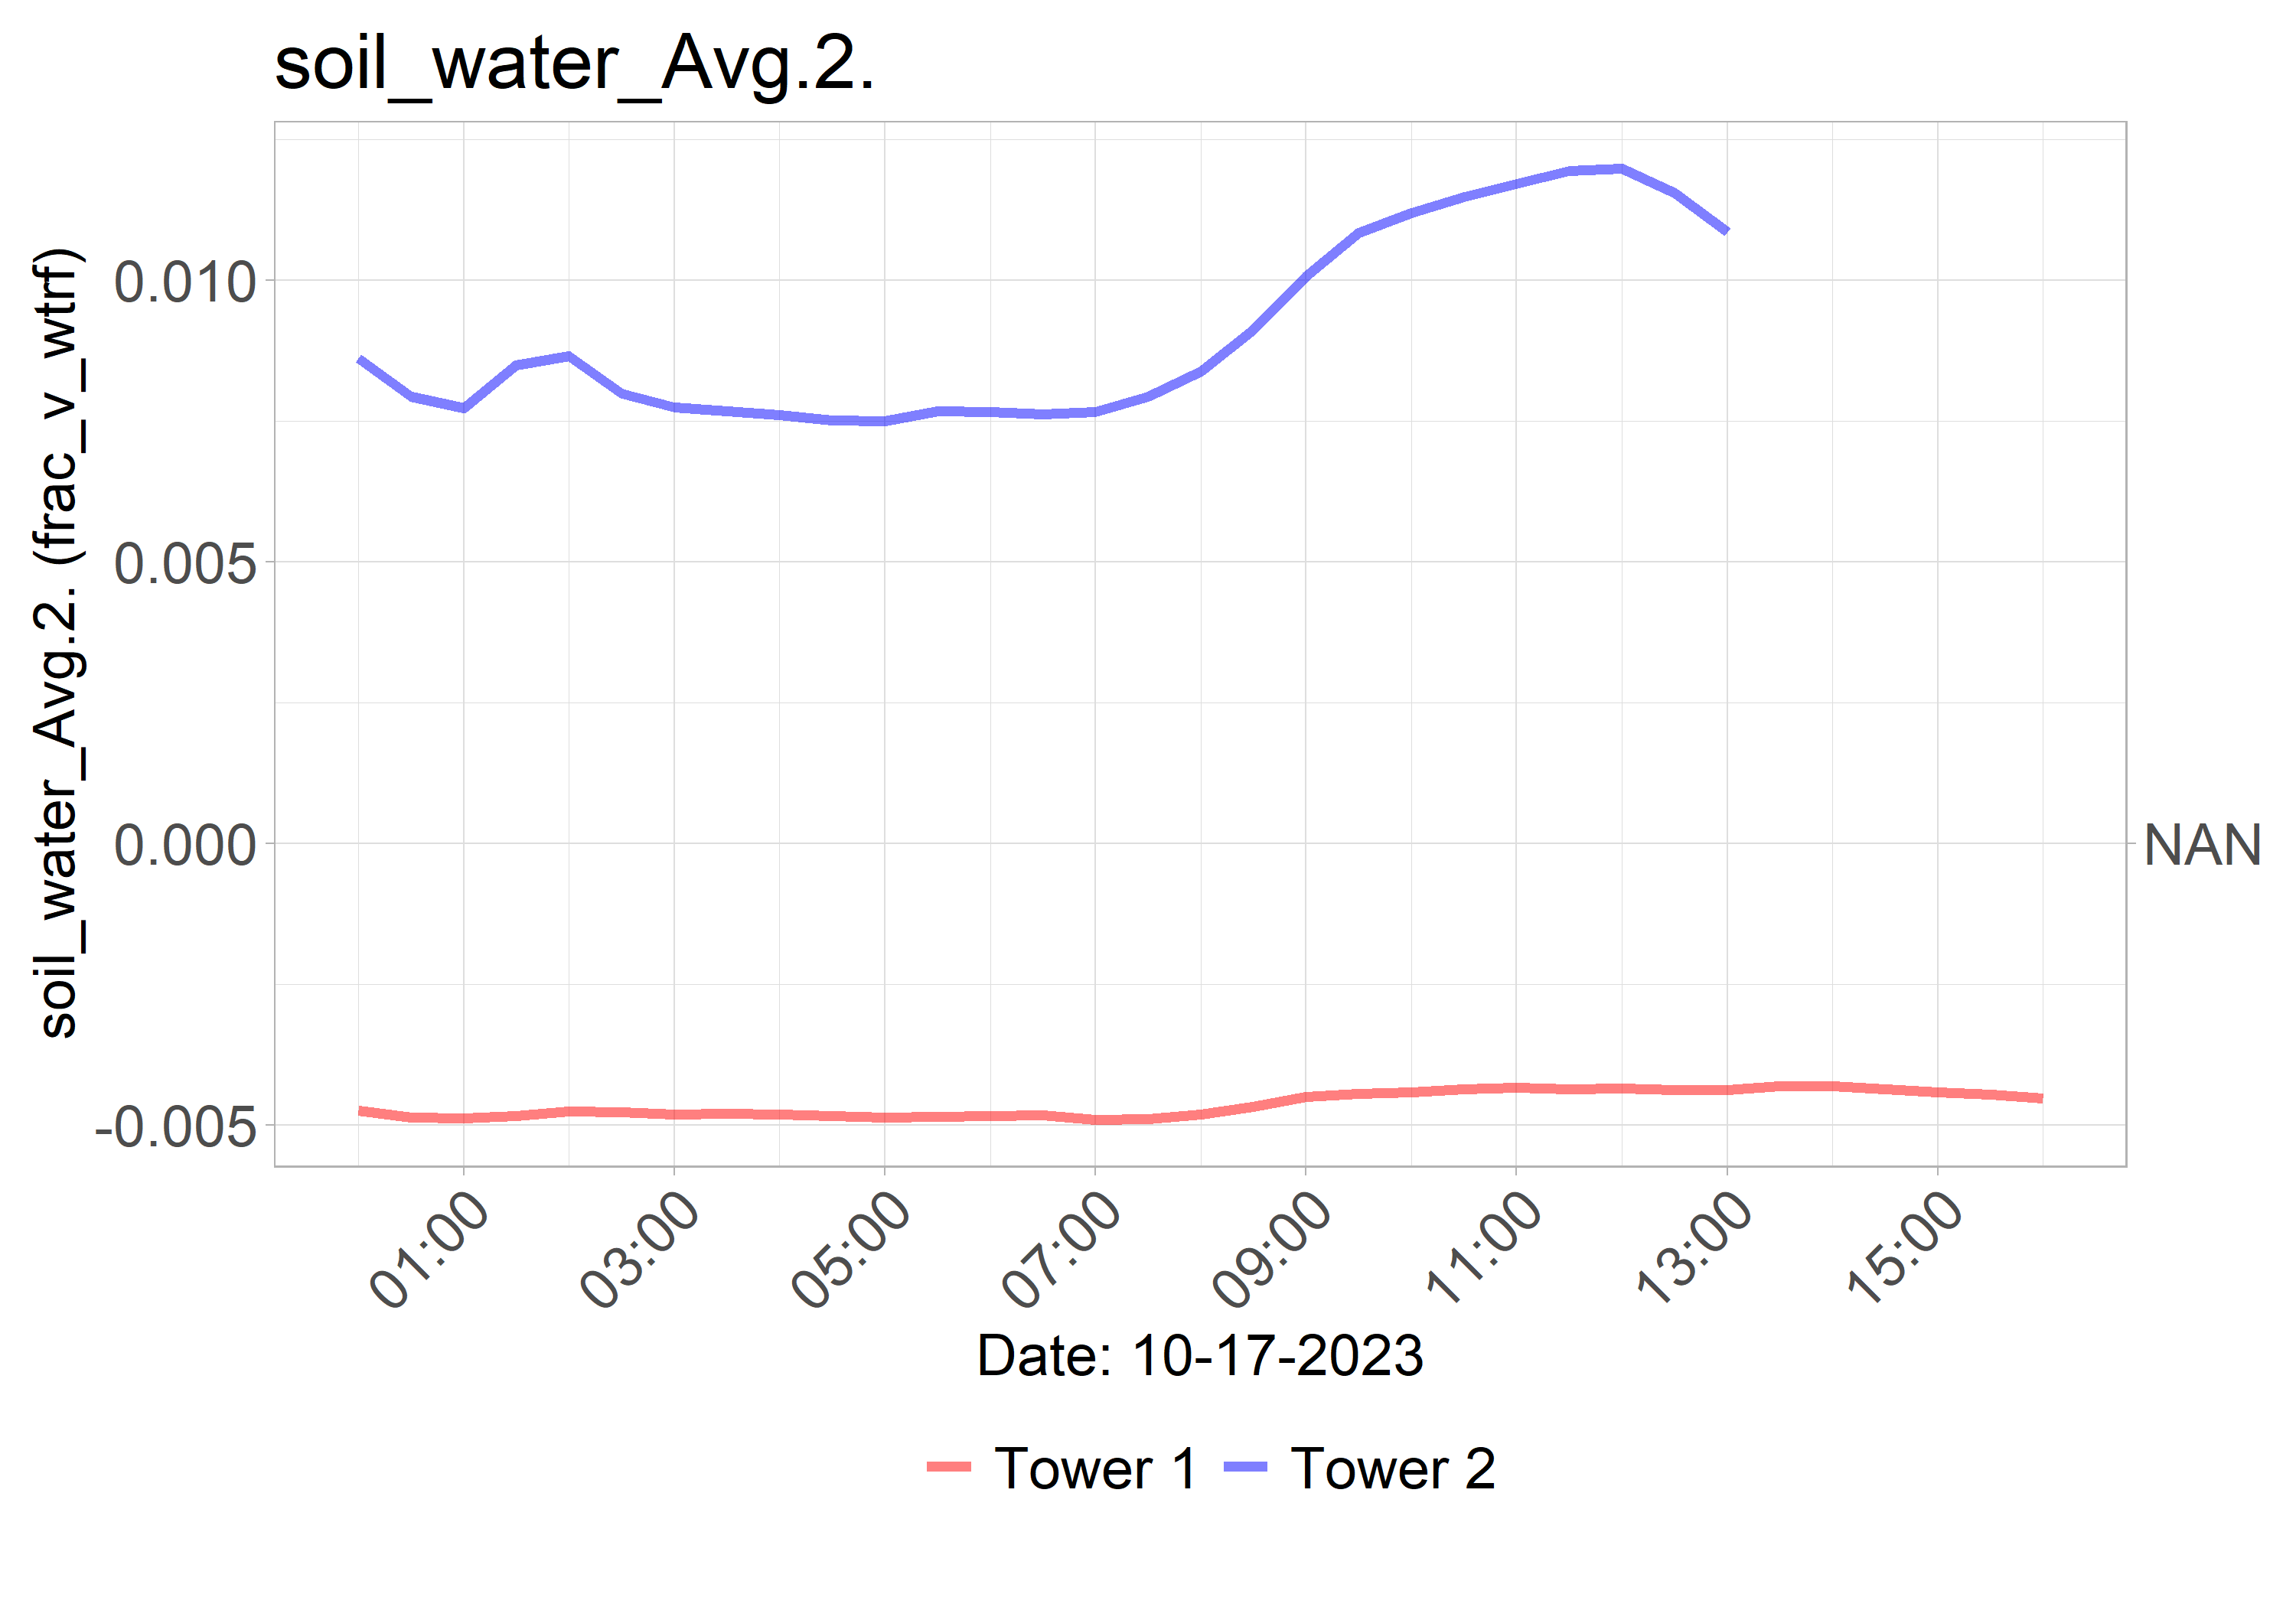 soil_water_Avg.2.
soil_water_Avg.2. (frac_v_wtrf)
0.010
0.005
0.000
-0.005
NAN
01:00
03:00
05:00
07:00
09:00
11:00
13:00
15:00
Date: 10-17-2023
Tower 1
Tower 2